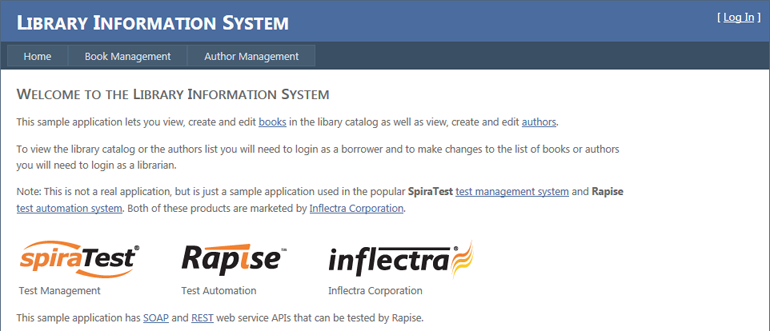 LIBRARY INFORMATION SYSTEM
[ Log In ]
Home Book Management Author Management
WELCOME TO THE LIBRARY INFORMATION SYSTEM
This sample application lets you view, create and edit books in the libary catalog as well as view, create and edit authors.
To view the library catalog or the authors list you will need to login as a borrower and to make changes to the list of books or authors
you will need to login as a librarian.
Note: This is not a real application, but is just a sample application used in the popular SpiraTest test management system and Rapise
test automation system. Both of these products are marketed by Inflectra Corporation.
spiraTest® Rapise™ inflectra®
Test Management Test Automation Inflectra Corporation
This sample application has SOAP and REST web service APIs that can be tested by Rapise.